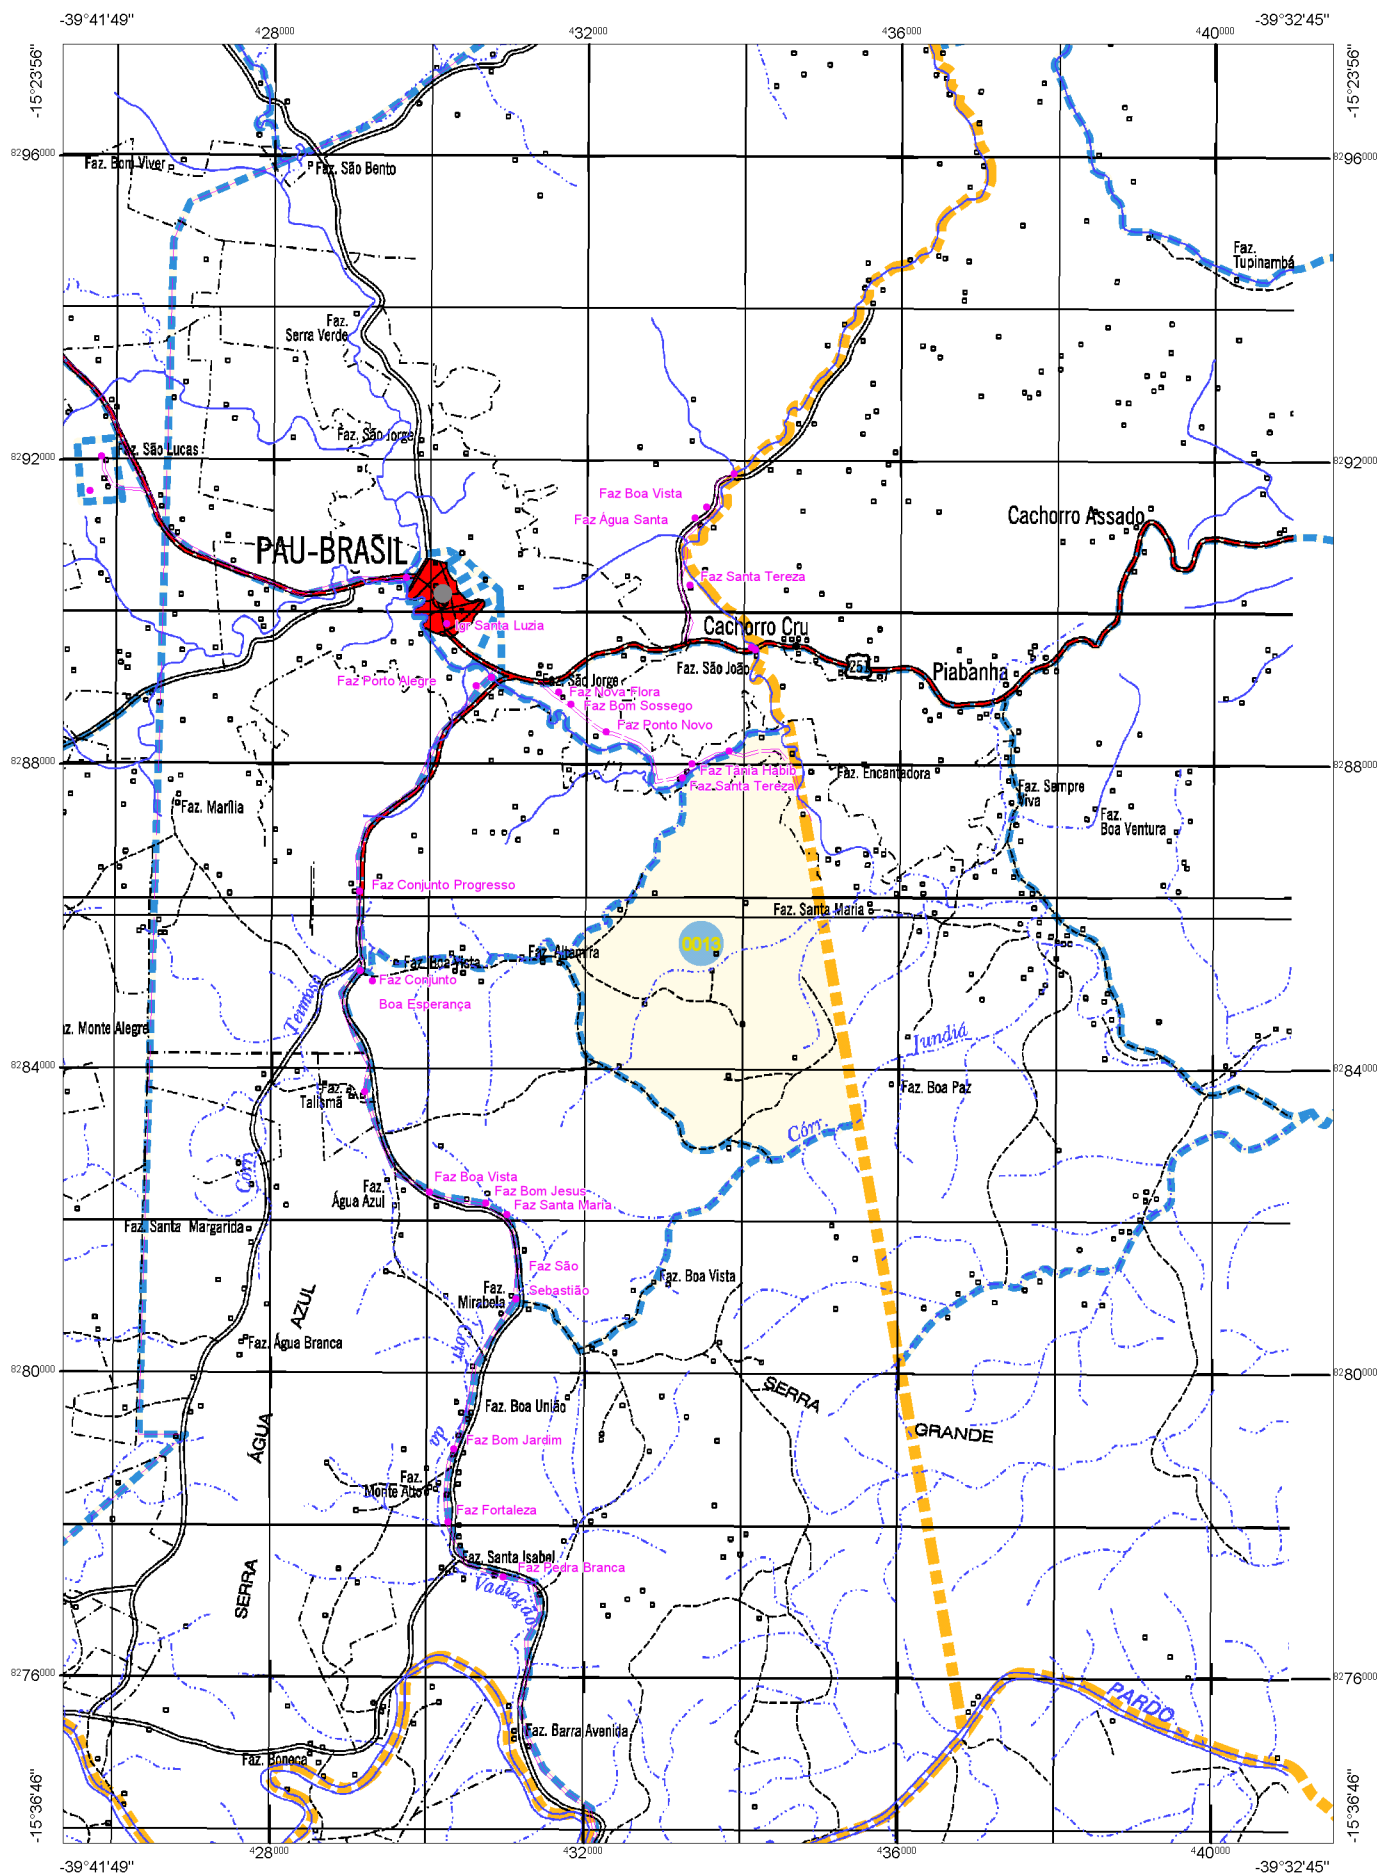 -39°41'49"
-39°32'45"
428000
432000
436000
440000
-15°23'56"
-15°23'56"
8296000
8296000
Faz. Bom Viver
Faz. São Bento
Faz.
Tupinambá
Faz.
Serra Verde
Faz. São Jorge
Faz. São Lucas
8292000
8292000
Faz Boa Vista
Faz Água Santa
Cachorro Assado
PAU-BRASIL
Faz Santa Tereza
Igr Santa Luzia
Cachorro Cru
Faz. São João
251
Piabanha
Faz Porto Alegre
Faz. São Jorge
Faz Nova Flora
Faz Bom Sossego
Faz Ponto Novo
8288000
8288000
Faz Tânia Habib
Faz. Encantadora
Faz Santa Tereza
Faz. Sempre
Viva
Faz. Marília
Faz.
Boa Ventura
Faz Conjunto Progresso
Faz. Santa Maria
0013
Faz. Boa Vista
Faz. Altamira
Faz Conjunto
Boa Esperança
Teimoso
az. Monte Alegre
Jundiá
8284000
8284000
Faz.
Talismã
Faz. Boa Paz
Córr.
Corr.
Faz Boa Vista
Faz.
Água Azul
Faz Bom Jesus
Faz Santa Maria
Faz. Santa Margarida
Faz São
Sebastião
Faz. Boa Vista
Faz.
Mirabela
AZUL
Corr.
Faz. Água Branca
8280000
8280000
SERRA
Faz. Boa União
ÁGUA
GRANDE
da
Faz Bom Jardim
Faz.
Monte Alto
Faz Fortaleza
Faz. Santa Isabel
Faz Pedra Branca
SERRA
Vadiação
8276000
8276000
PARDO
Faz. Barra Avenida
Faz. Boneca
-15°36'46"
-15°36'46"
428000
432000
436000
440000
-39°41'49"
-39°32'45"